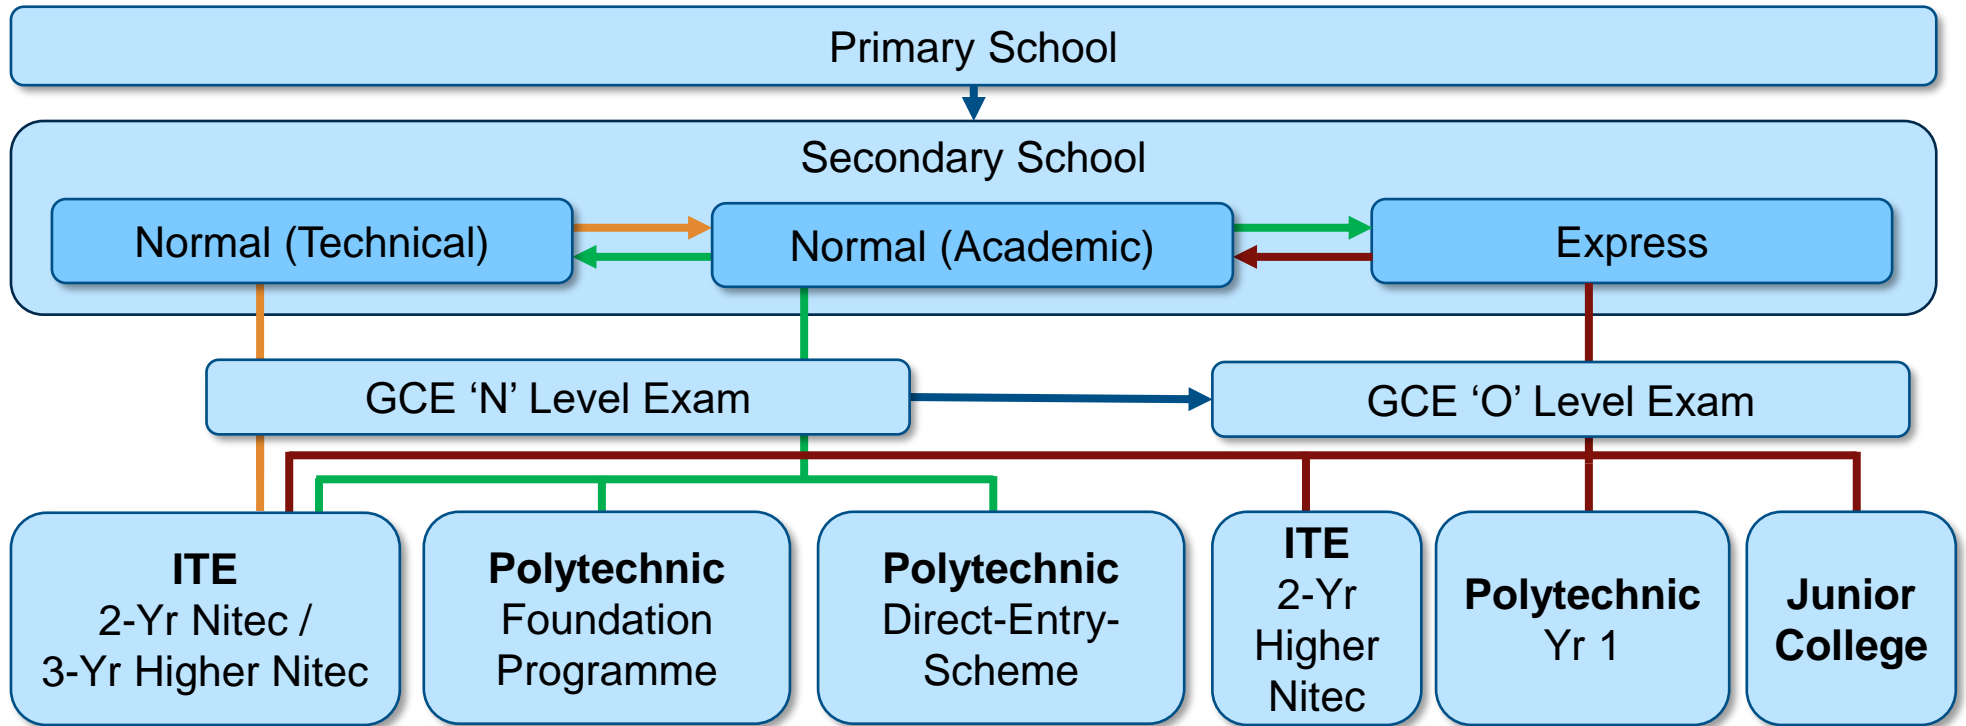 Primary School
Secondary School
Normal (Technical)
Normal (Academic)
Express
GCE ‘N’ Level Exam
GCE ‘O’ Level Exam
ITE
2-Yr Nitec /
3-Yr Higher Nitec
Polytechnic
Foundation
Programme
Polytechnic
Direct-Entry-
Scheme
ITE
2-Yr
Higher
Nitec
Polytechnic
Yr 1
Junior
College